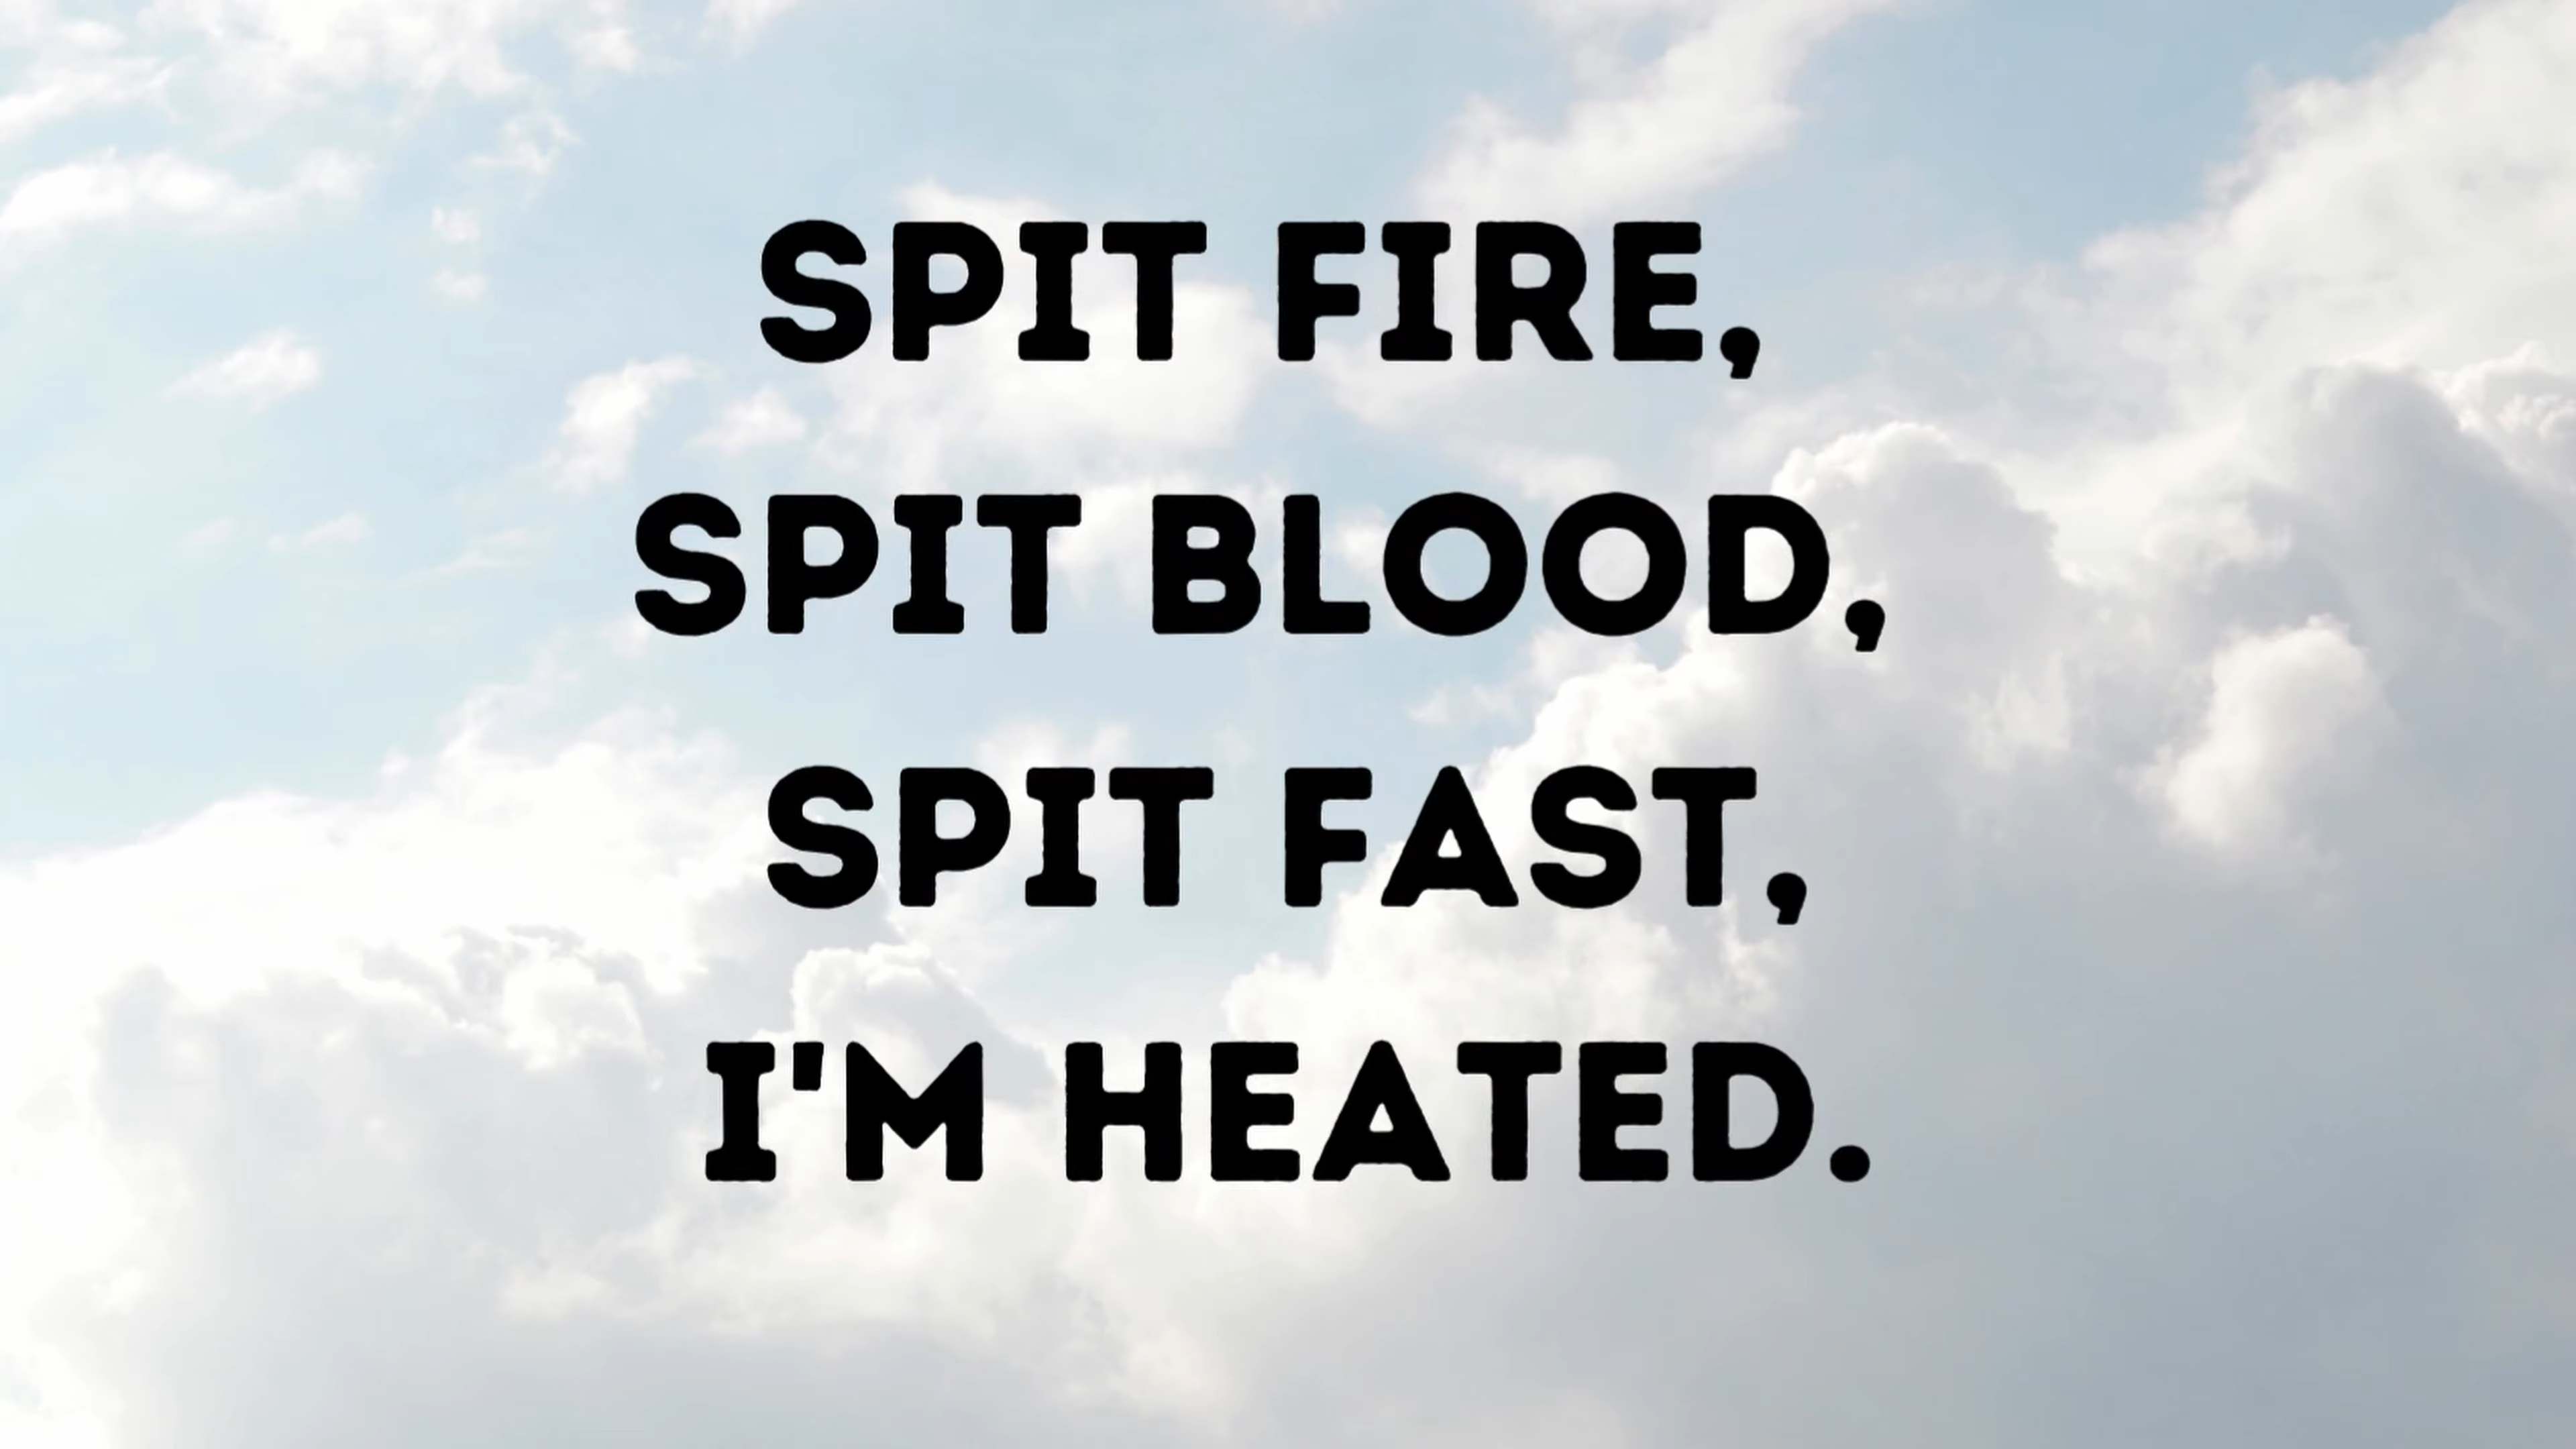 SPIT FIRE,
SPIT BLOOD,
SPIT FAST,
I'M HEATED.